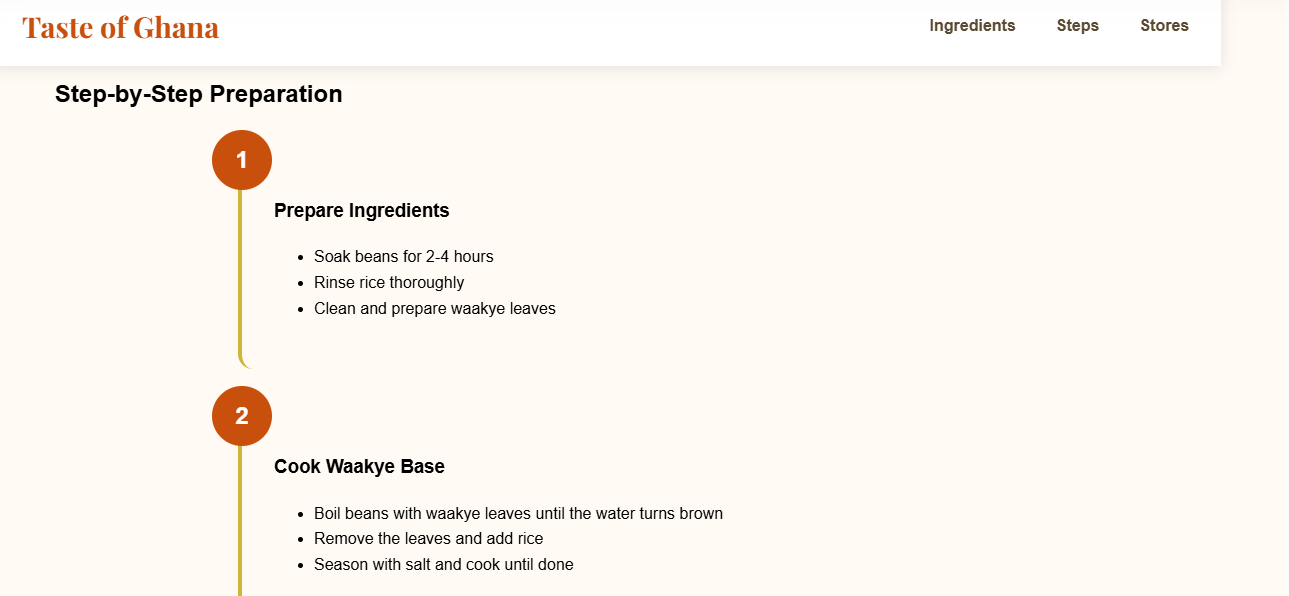 Taste of Ghana
Ingredients Steps Stores
Step-by-Step Preparation
1
Prepare Ingredients
Soak beans for 2-4 hours
Rinse rice thoroughly
Clean and prepare waakye leaves
2
Cook Waakye Base
Boil beans with waakye leaves until the water turns brown
Remove the leaves and add rice
Season with salt and cook until done